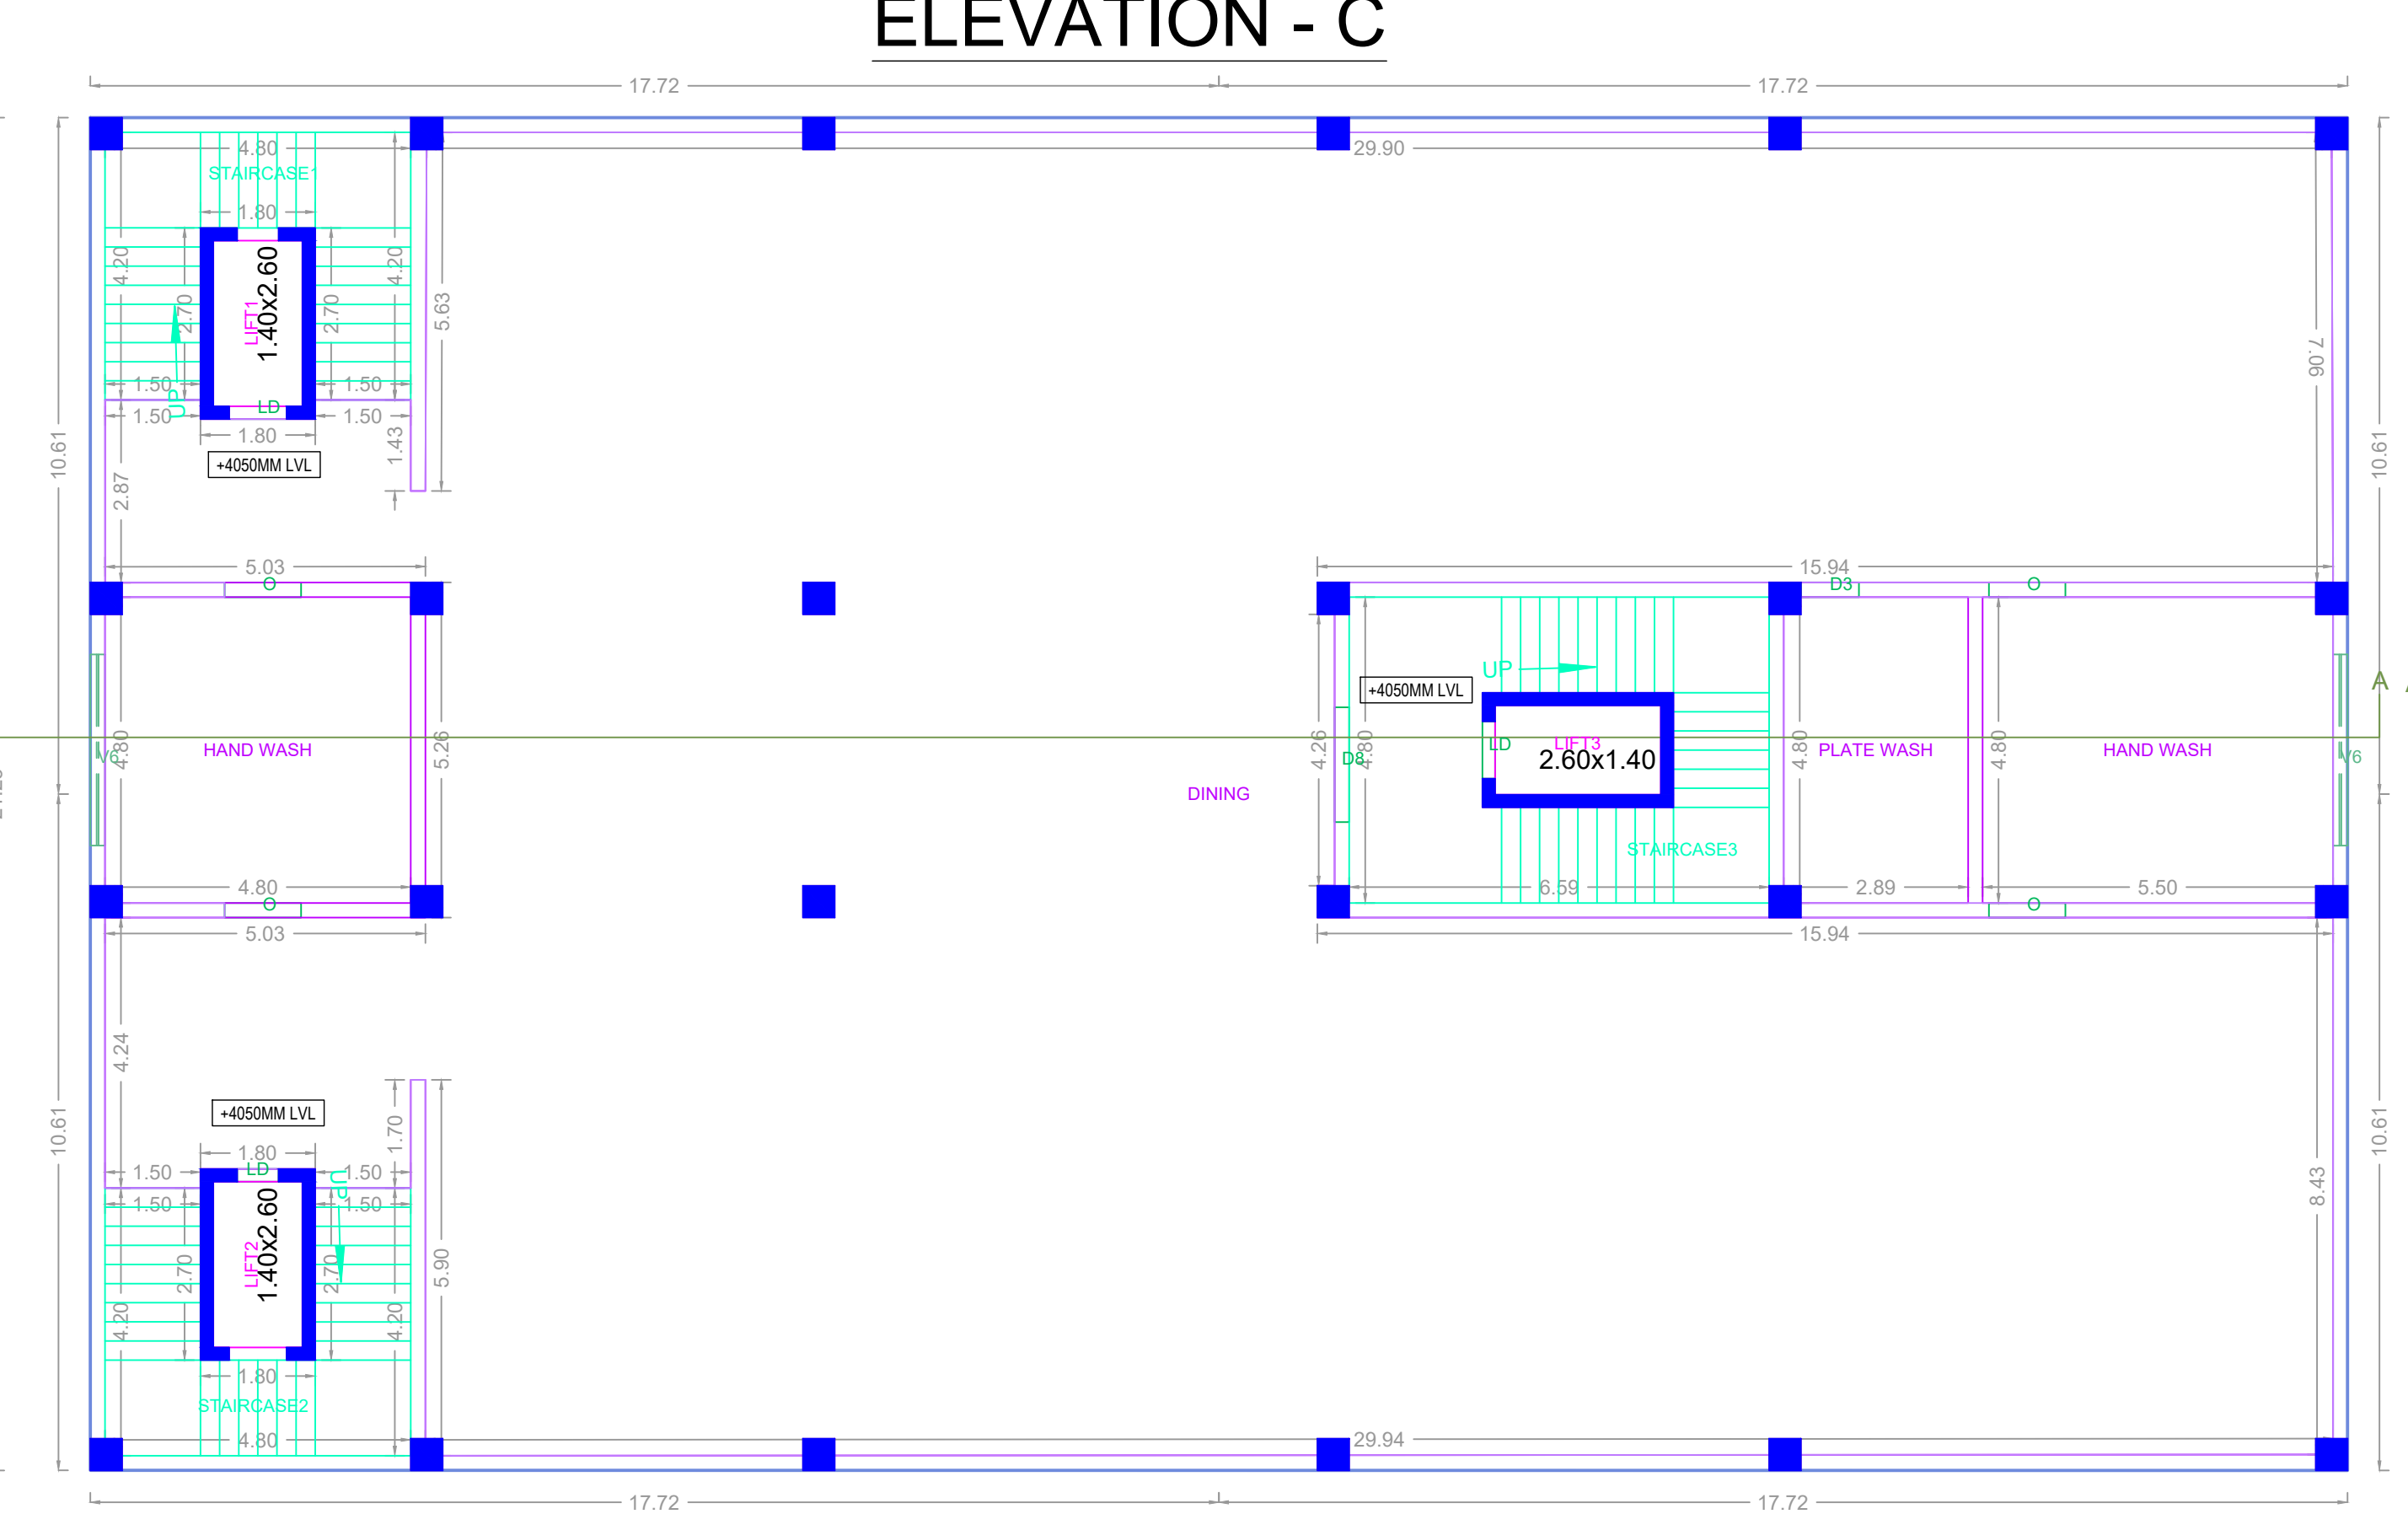 ELEVATION - C
17.72
17.72
4.80
29.90
STAIRCASE1
1.80
4.20
4.20
2.70
2.70
LIFT1
1.40x2.60
5.63
7.06
1.50
1.50
UP
LD
1.50
1.50
1.80
1.43
10.61
10.61
+4050MM LVL
2.87
5.03
15.94
O
D3
O
UP
+4050MM LVL
A
4.80
V6
HAND WASH
5.26
DINING
4.26
D8
4.80
LD
LIFT3
2.60x1.40
4.80
PLATE WASH
4.80
HAND WASH
V6
STAIRCASE3
4.80
6.59
2.89
5.50
O
O
5.03
15.94
4.24
+4050MM LVL
1.70
10.61
10.61
1.80
LD
1.50
1.50
UP
1.50
1.50
8.43
2.70
2.70
LIFT2
1.40x2.60
5.90
4.20
4.20
1.80
STAIRCASE2
4.80
29.94
17.72
17.72